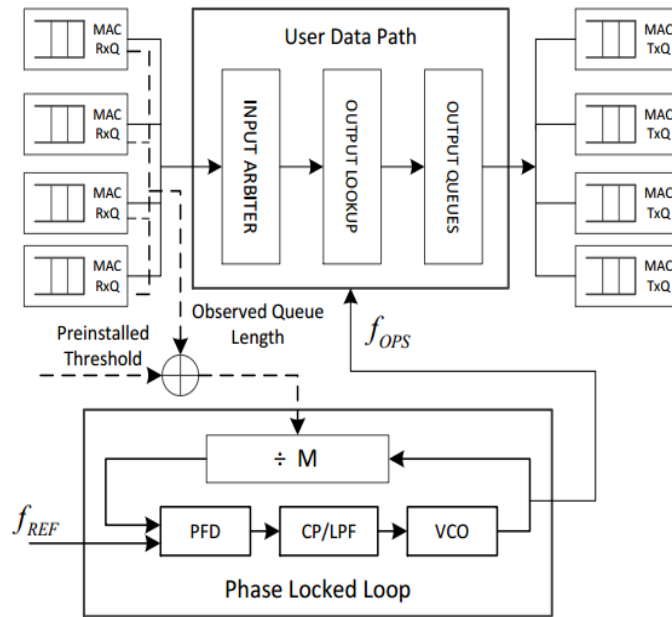 User Data Path
MAC
RxQ
MAC
RxQ
MAC
RxQ
MAC
RxQ
INPUT ARBITER
OUTPUT LOOKUP
OUTPUT QUEUES
MAC
TxQ
MAC
TxQ
MAC
TxQ
MAC
TxQ
Observed Queue
Length
Preinstalled
Threshold
f_OPS
÷ M
f_REF
PFD
CP/LPF
VCO
Phase Locked Loop